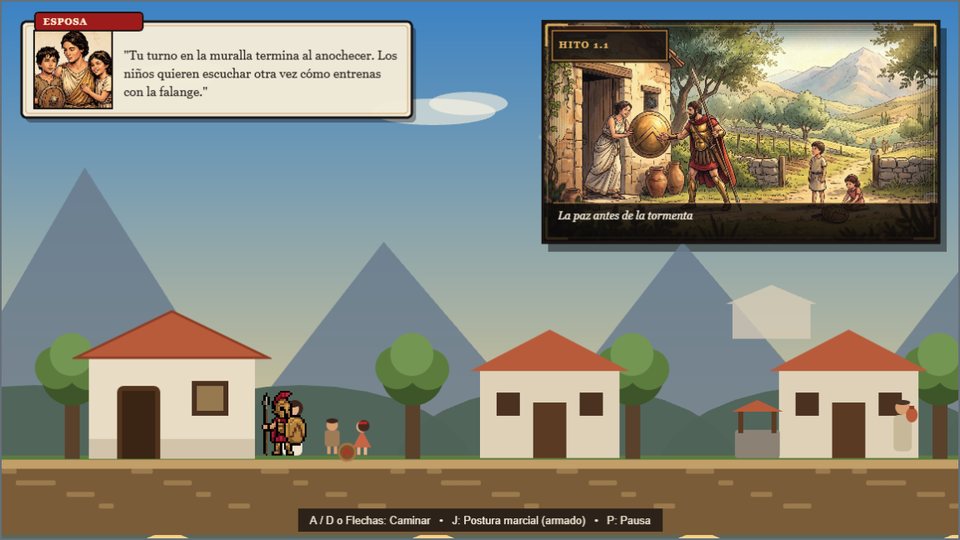 ESPOSA
"Tu turno en la muralla termina al anochecer. Los
niños quieren escuchar otra vez cómo entrenas
con la falange."
HITO 1.1
La paz antes de la tormenta
A / D o Flechas: Caminar • J: Postura marcial (armado) • P: Pausa